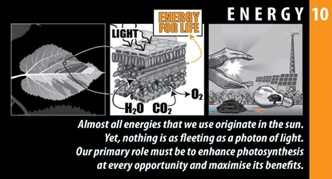 ENERGY 10
ENERGY
FOR LIFE
LIGHT
O2
H2O CO2
Almost all energies that we use originate in the sun.
Yet, nothing is as fleeting as a photon of light.
Our primary role must be to enhance photosynthesis
at every opportunity and maximise its benefits.